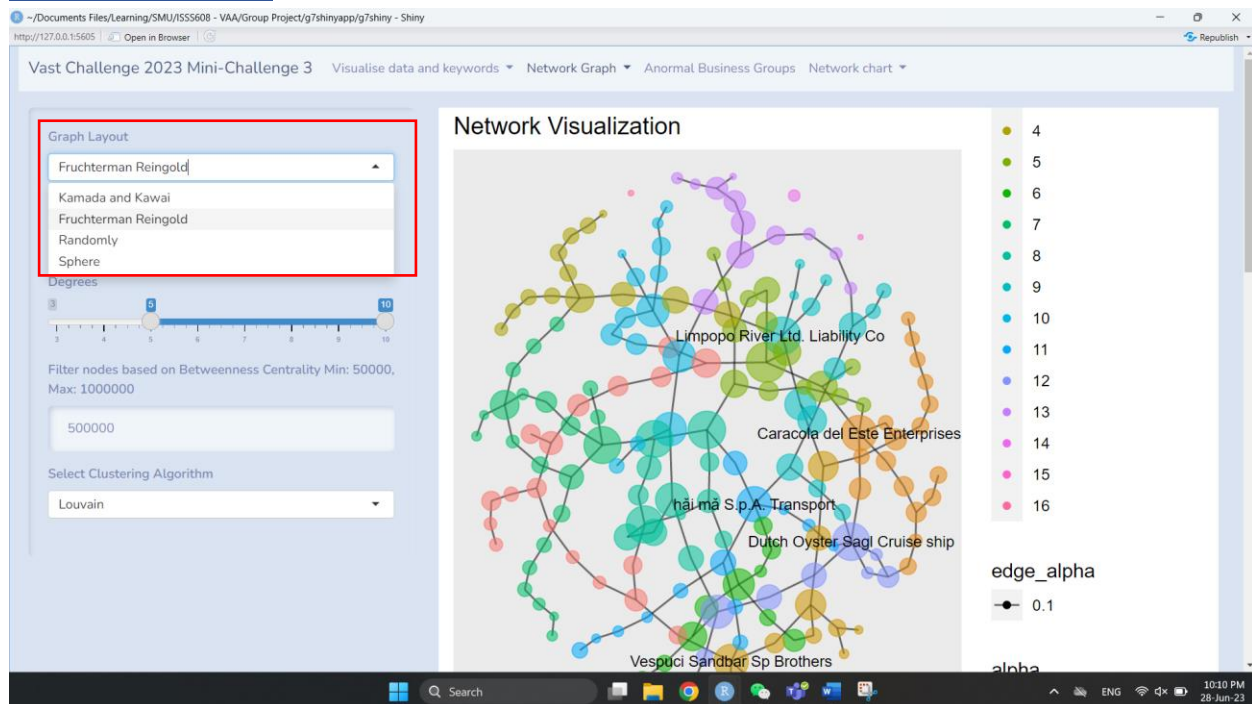 ~/Documents Files/Learning/SMU/ISSS608 - VAA/Group Project/g7shinyapp/g7shiny - Shiny
http://127.0.0.1:5605 Open in Browser Republish
Vast Challenge 2023 Mini-Challenge 3 Visualise data and keywords Network Graph Anormal Business Groups Network chart
Graph Layout
Fruchterman Reingold
Kamada and Kawai
Fruchterman Reingold
Randomly
Sphere
Degrees
3 5 10
3 4 5 6 7 8 9 10
Filter nodes based on Betweenness Centrality Min: 50000,
Max: 1000000
500000
Select Clustering Algorithm
Louvain
Network Visualization
Limpopo River Ltd. Liability Co
Caracola del Este Enterprises
hǎi mǎ S.p.A. Transport
Dutch Oyster Sagl Cruise ship
Vespuci Sandbar Sp Brothers
4
5
6
7
8
9
10
11
12
13
14
15
16
edge_alpha
0.1
alpha
Search
ENG
10:10 PM
28-Jun-23